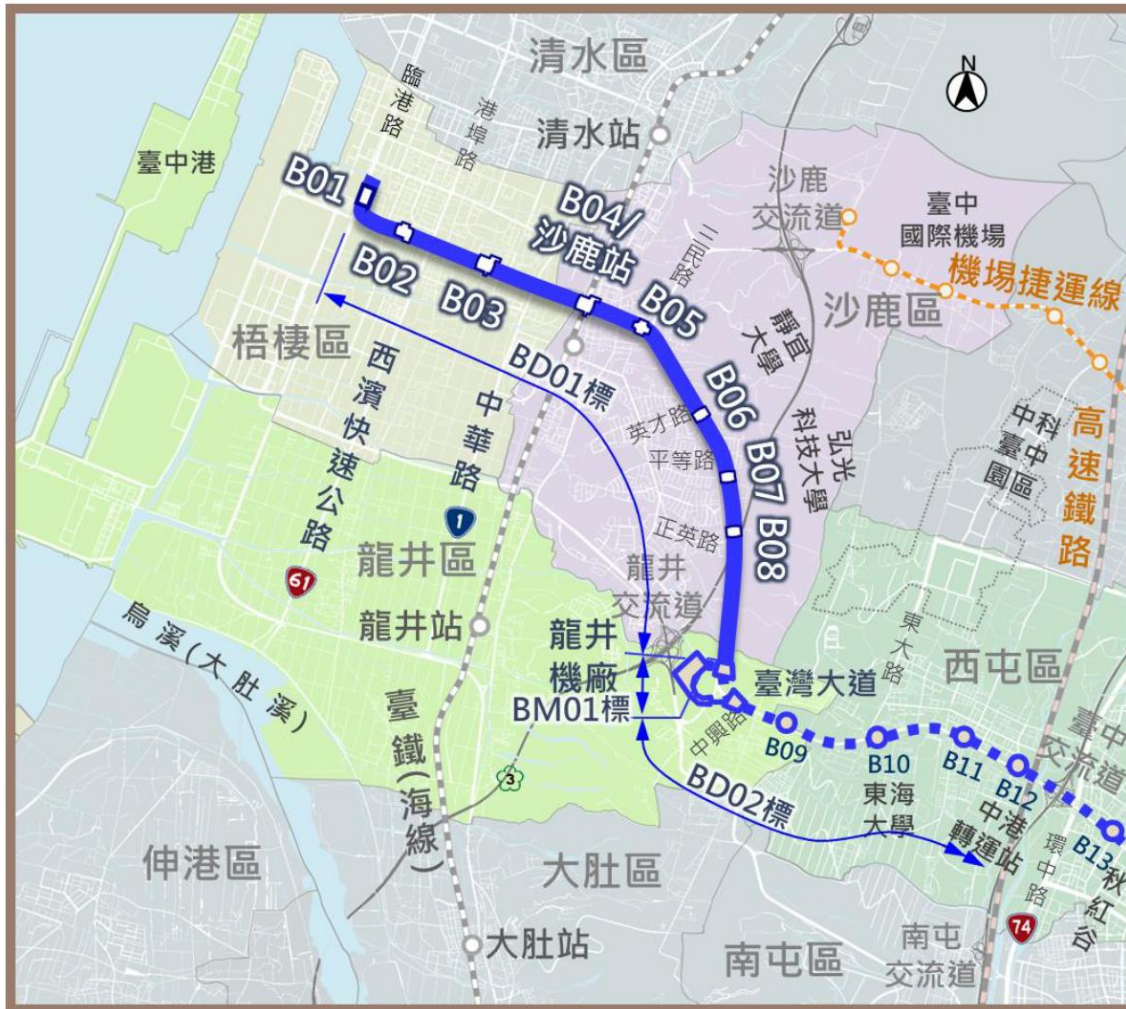 清水區
N
臨港路
港埠路
清水站
臺中港
B01
B04/
沙鹿站
沙鹿
交流道
臺中
國際機場
機場捷運線
三民路
B02
B03
B05
沙鹿區
靜宜
大學
梧棲區
BD01標
西濱快速公路
中華路
英才路
B06
平等路
B07
弘光
科技大學
中科
臺中
園區
高速鐵路
1
正英路
B08
龍井區
61
龍井
交流道
龍井站
烏溪(大肚溪)
龍井
機廠
臺灣大道
東大路
西屯區
BM01標
中興路
臺鐵(海線)
B09
B10
東海
大學
B11
B12
中港
轉運站
臺中
交流道
3
BD02標
B13
秋紅谷
環中路
伸港區
大肚區
74
大肚站
南屯區
南屯
交流道